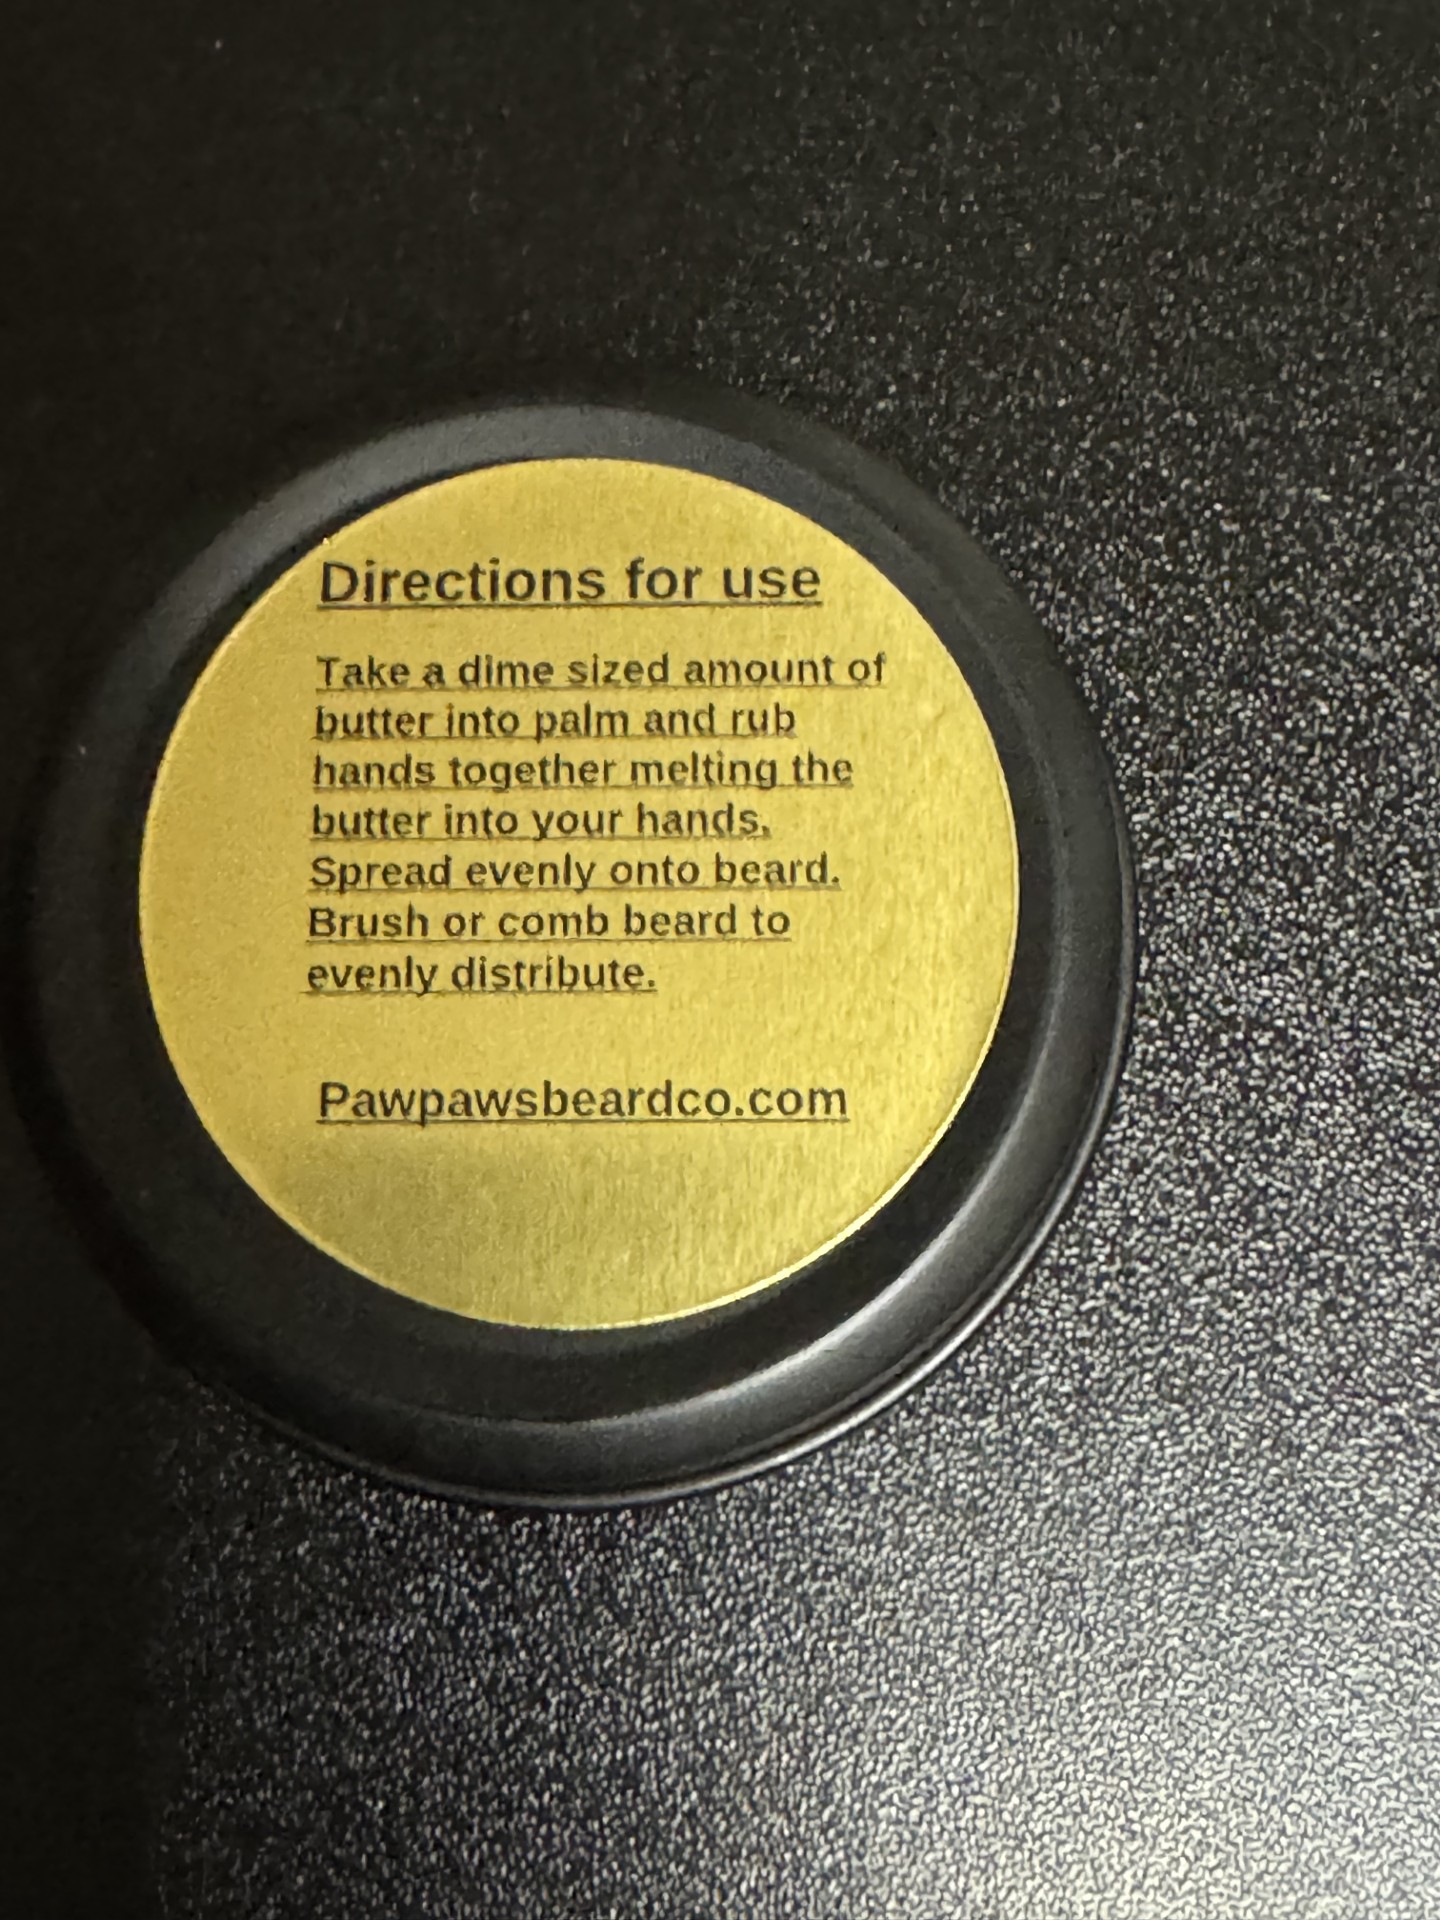 Directions for use
Take a dime sized amount of
butter into palm and rub
hands together melting the
butter into your hands.
Spread evenly onto beard.
Brush or comb beard to
evenly distribute.
Pawpawsbeardco.com